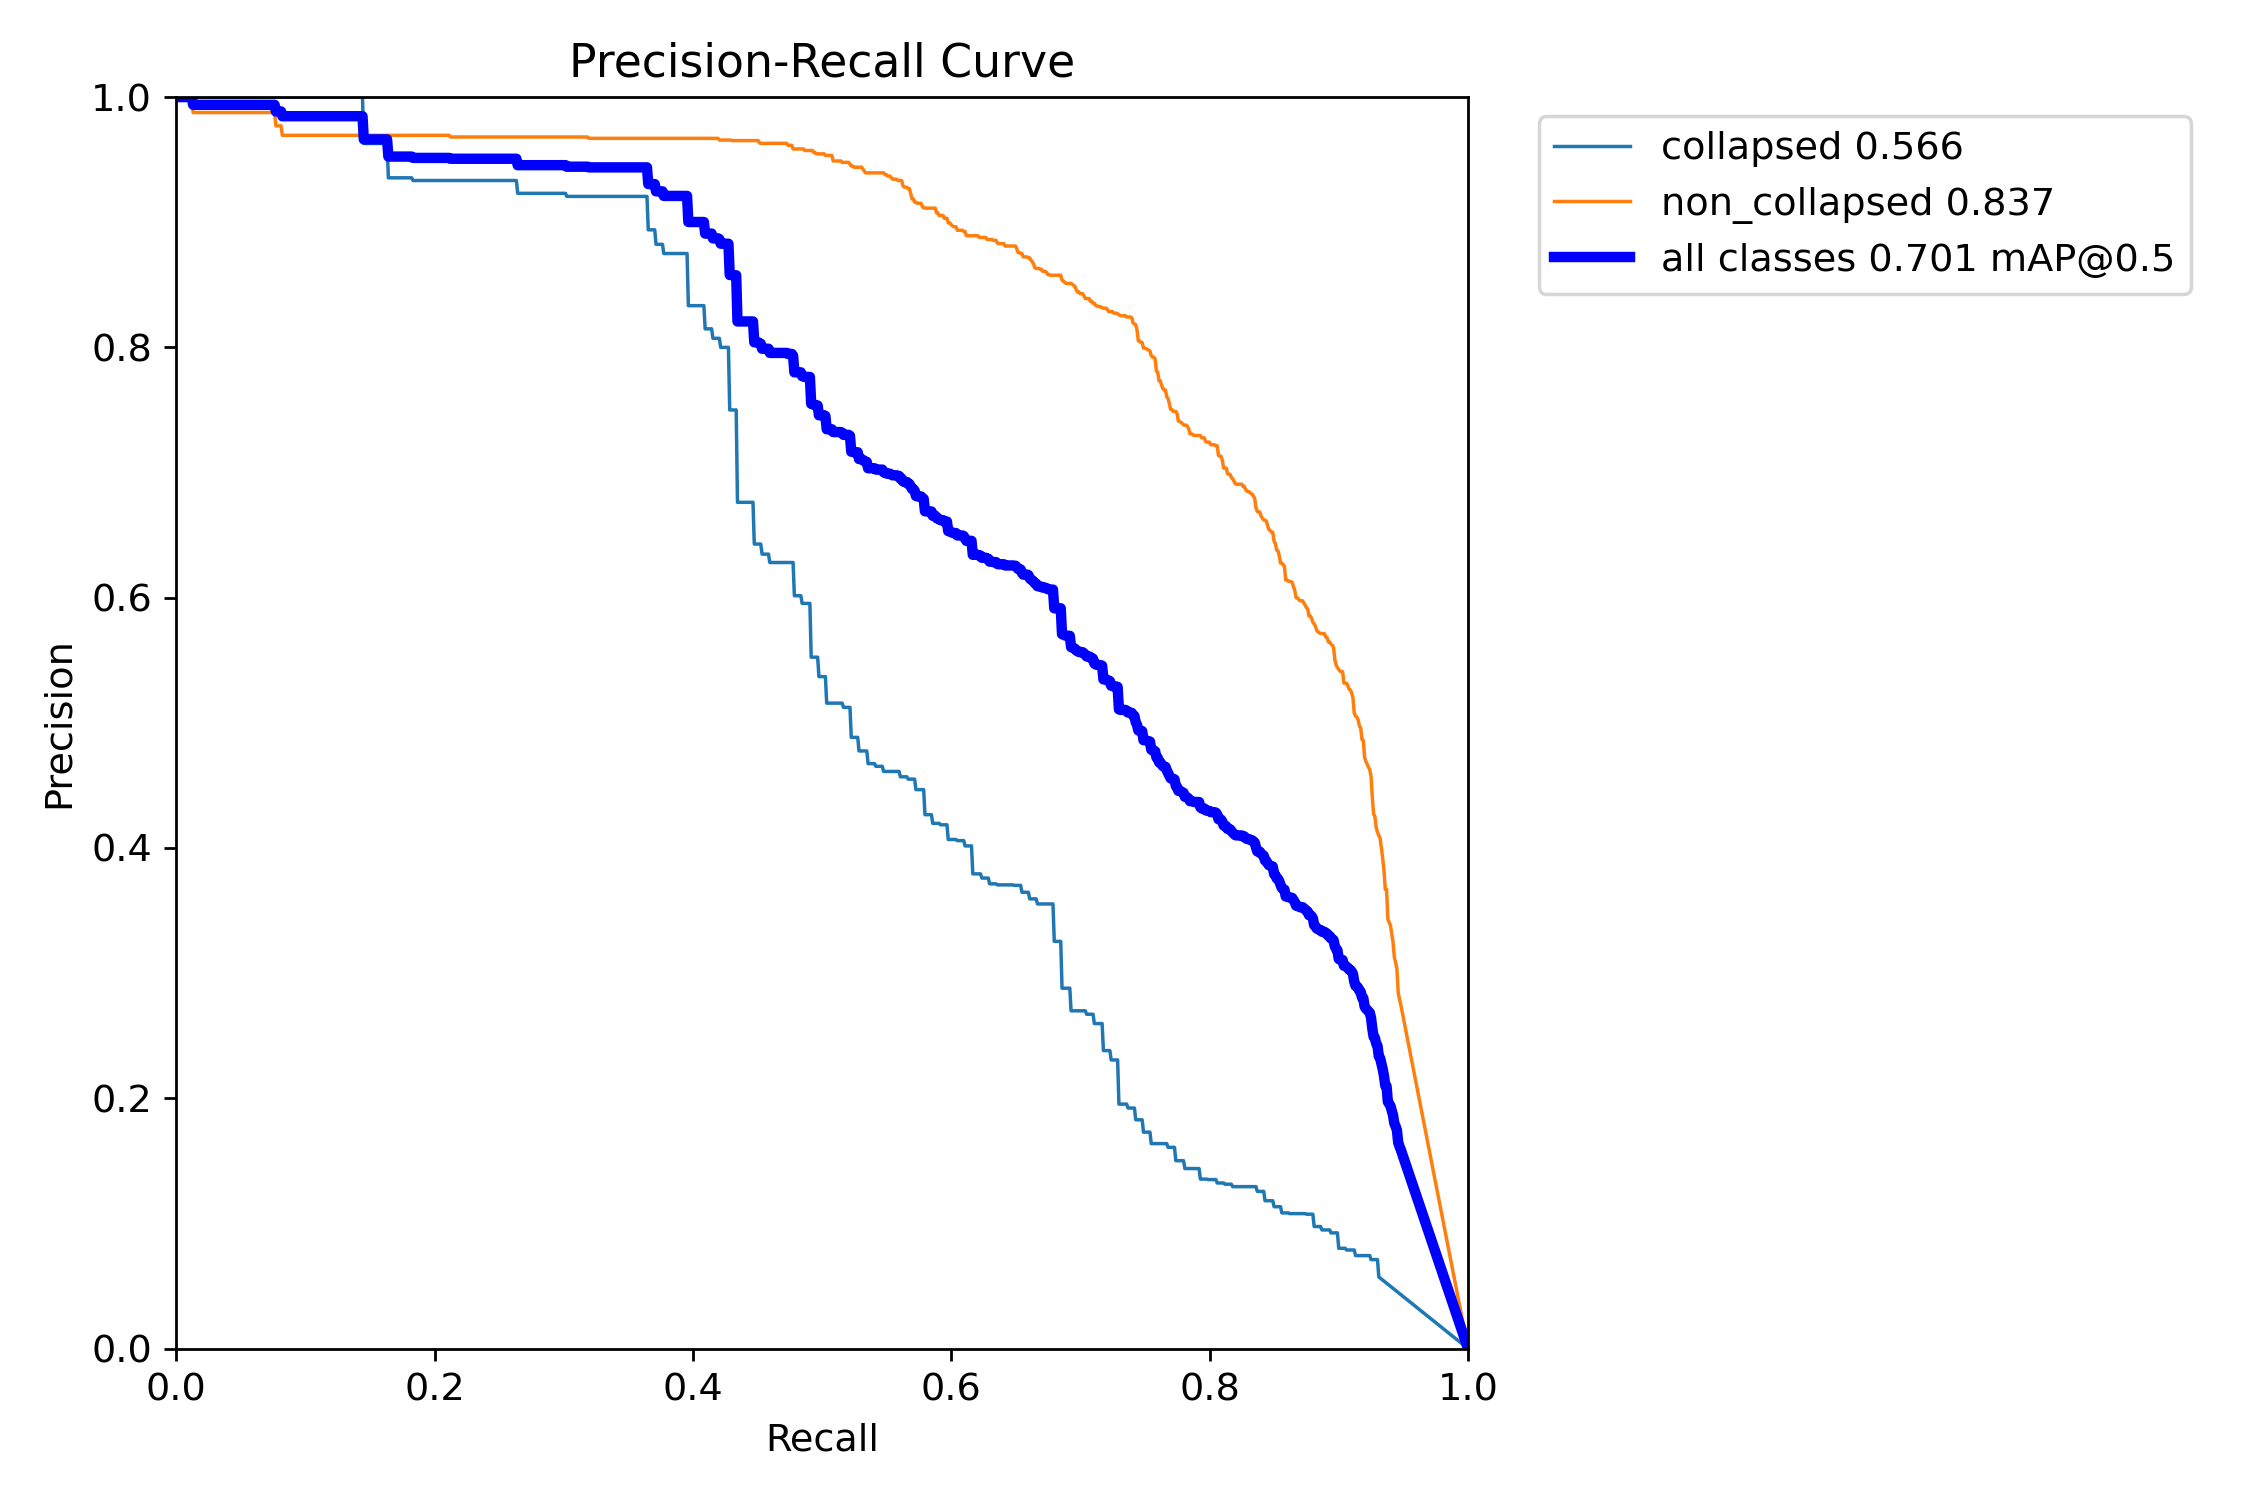 Precision-Recall Curve
collapsed 0.566
non_collapsed 0.837
all classes 0.701 mAP@0.5
1.0
0.8
0.6
0.4
0.2
0.0
Precision
0.0 0.2 0.4 0.6 0.8 1.0
Recall